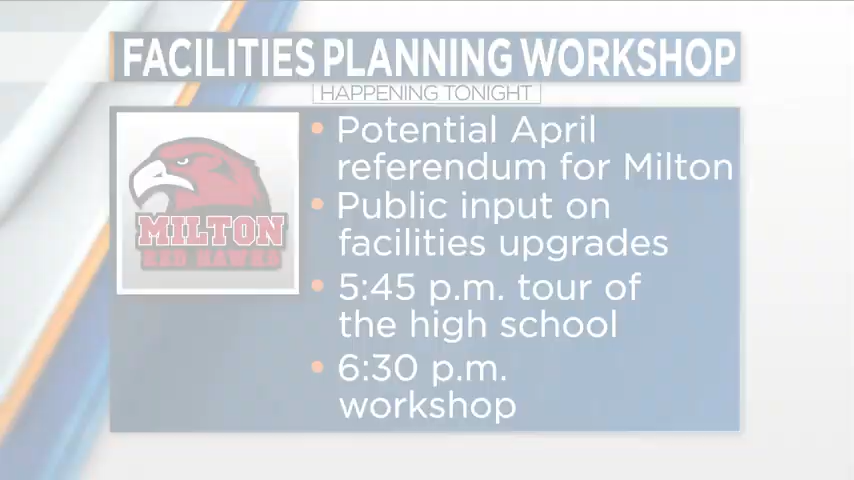 FACILITIES PLANNING WORKSHOP
HAPPENING TONIGHT
MILTON
RED HAWKS
• Potential April
referendum for Milton
• Public input on
facilities upgrades
• 5:45 p.m. tour of
the high school
• 6:30 p.m.
workshop